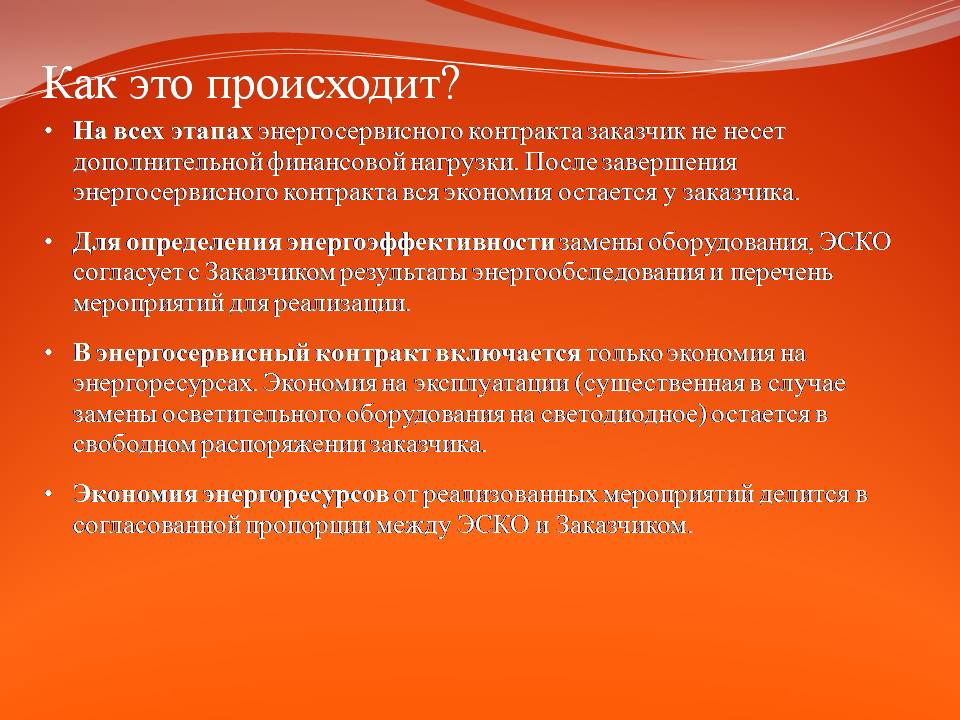 Как это происходит?
• На всех этапах энергосервисного контракта заказчик не несет
дополнительной финансовой нагрузки. После завершения
энергосервисного контракта вся экономия остается у заказчика.
• Для определения энергоэффективности замены оборудования, ЭСКО
согласует с Заказчиком результаты энергообследования и перечень
мероприятий для реализации.
• В энергосервисный контракт включается только экономия на
энергоресурсах. Экономия на эксплуатации (существенная в случае
замены осветительного оборудования на светодиодное) остается в
свободном распоряжении заказчика.
• Экономия энергоресурсов от реализованных мероприятий делится в
согласованной пропорции между ЭСКО и Заказчиком.